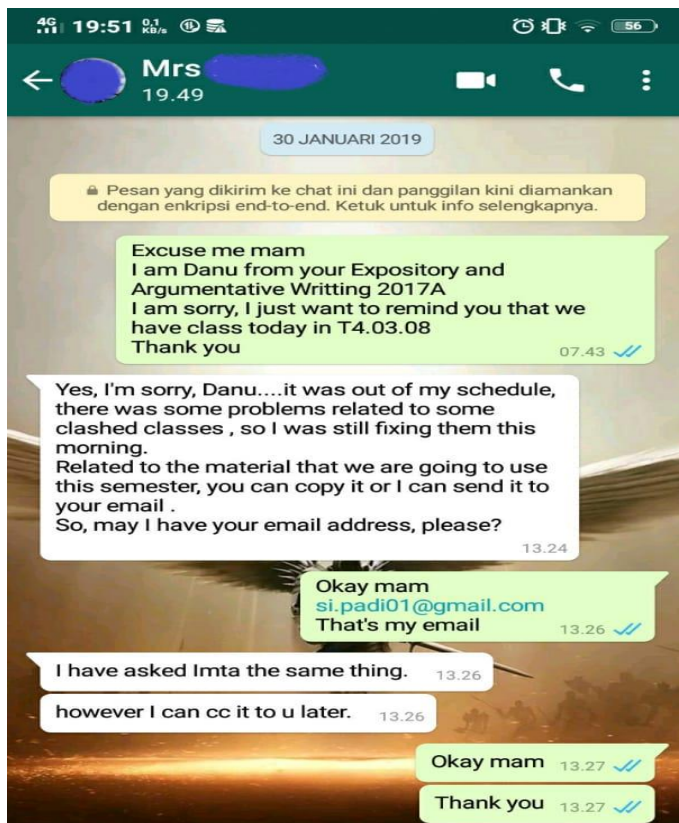 4G 19:51 0,1 KB/s
56
Mrs
19.49
30 JANUARI 2019
Pesan yang dikirim ke chat ini dan panggilan kini diamankan
dengan enkripsi end-to-end. Ketuk untuk info selengkapnya.
Excuse me mam
I am Danu from your Expository and
Argumentative Writting 2017A
I am sorry, I just want to remind you that we
have class today in T4.03.08
Thank you
07.43
Yes, I'm sorry, Danu....it was out of my schedule,
there was some problems related to some
clashed classes , so I was still fixing them this
morning.
Related to the material that we are going to use
this semester, you can copy it or I can send it to
your email .
So, may I have your email address, please?
13.24
Okay mam
si.padi01@gmail.com
That's my email
13.26
I have asked Imta the same thing.
13.26
however I can cc it to u later.
13.26
Okay mam
13.27
Thank you
13.27